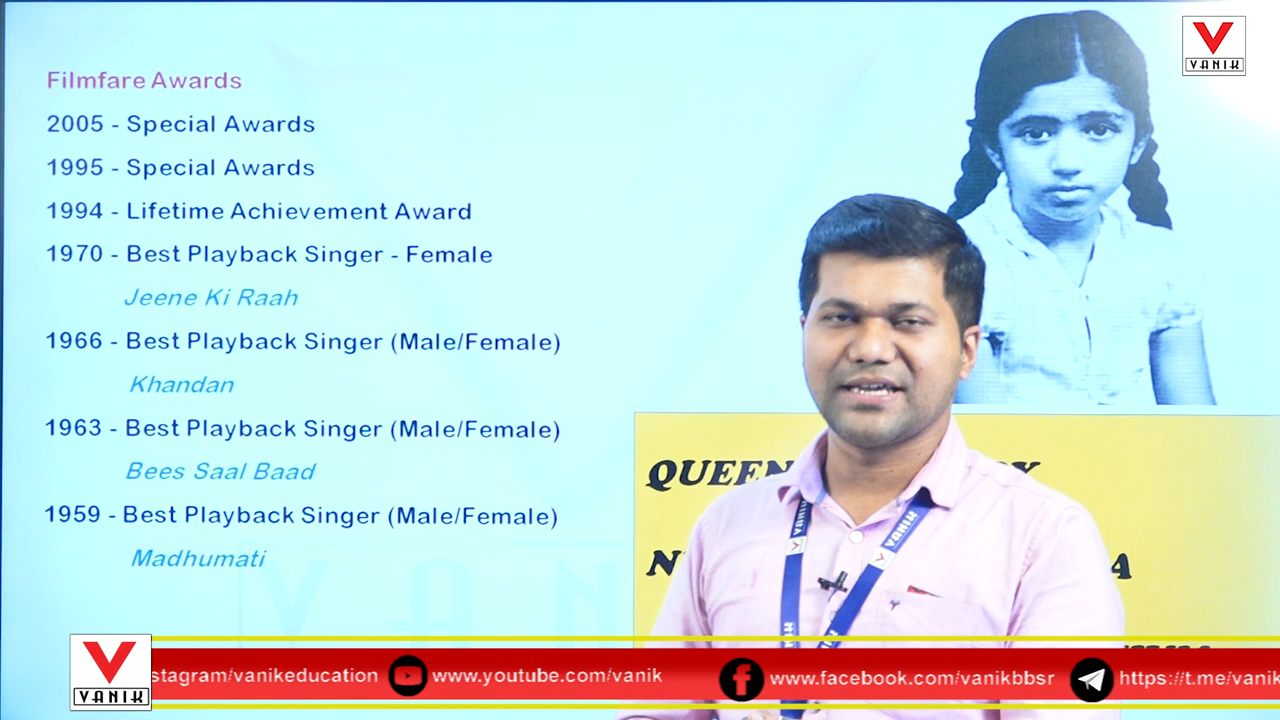 Filmfare Awards
2005 - Special Awards
1995 - Special Awards
1994 - Lifetime Achievement Award
1970 - Best Playback Singer - Female
Jeene Ki Raah
1966 - Best Playback Singer (Male/Female)
Khandan
1963 - Best Playback Singer (Male/Female)
Bees Saal Baad
1959 - Best Playback Singer (Male/Female)
Madhumati
VANIK
QUEEN
VANIK
VANIK
VANIK
stagram/vanikeducation
www.youtube.com/vanik
www.facebook.com/vanikbbsr
https://t.me/vanik